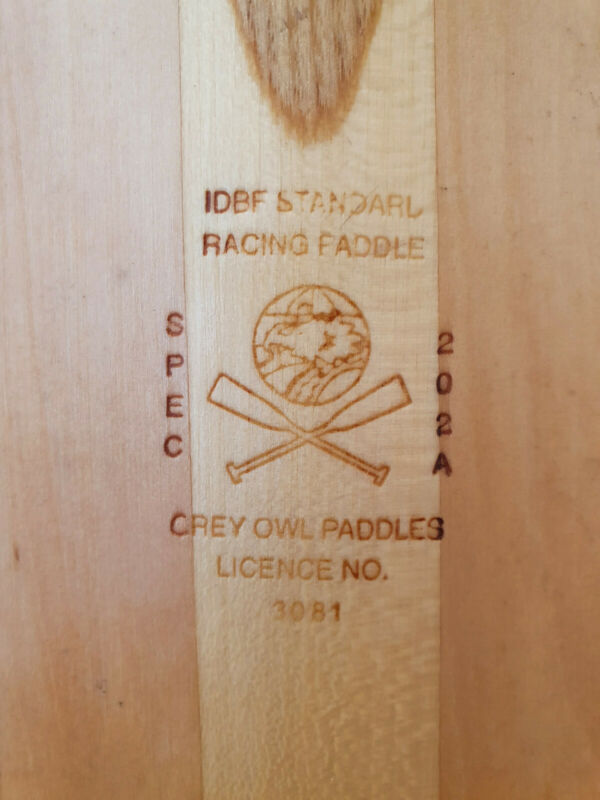 IDBF STANDARD
RACING PADDLE
SPEC
202A
GREY OWL PADDLES
LICENCE NO.
3081